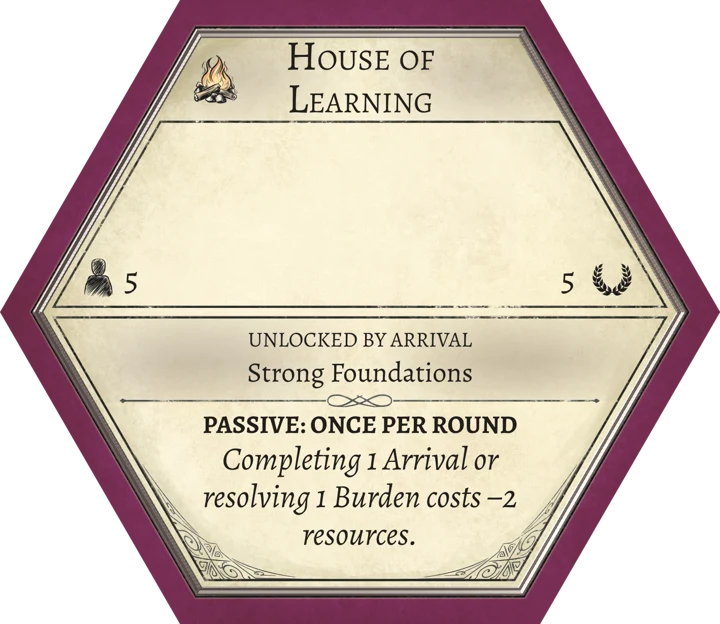 House of
Learning
5
5
UNLOCKED BY ARRIVAL
Strong Foundations
PASSIVE: ONCE PER ROUND
Completing 1 Arrival or
resolving 1 Burden costs –2
resources.